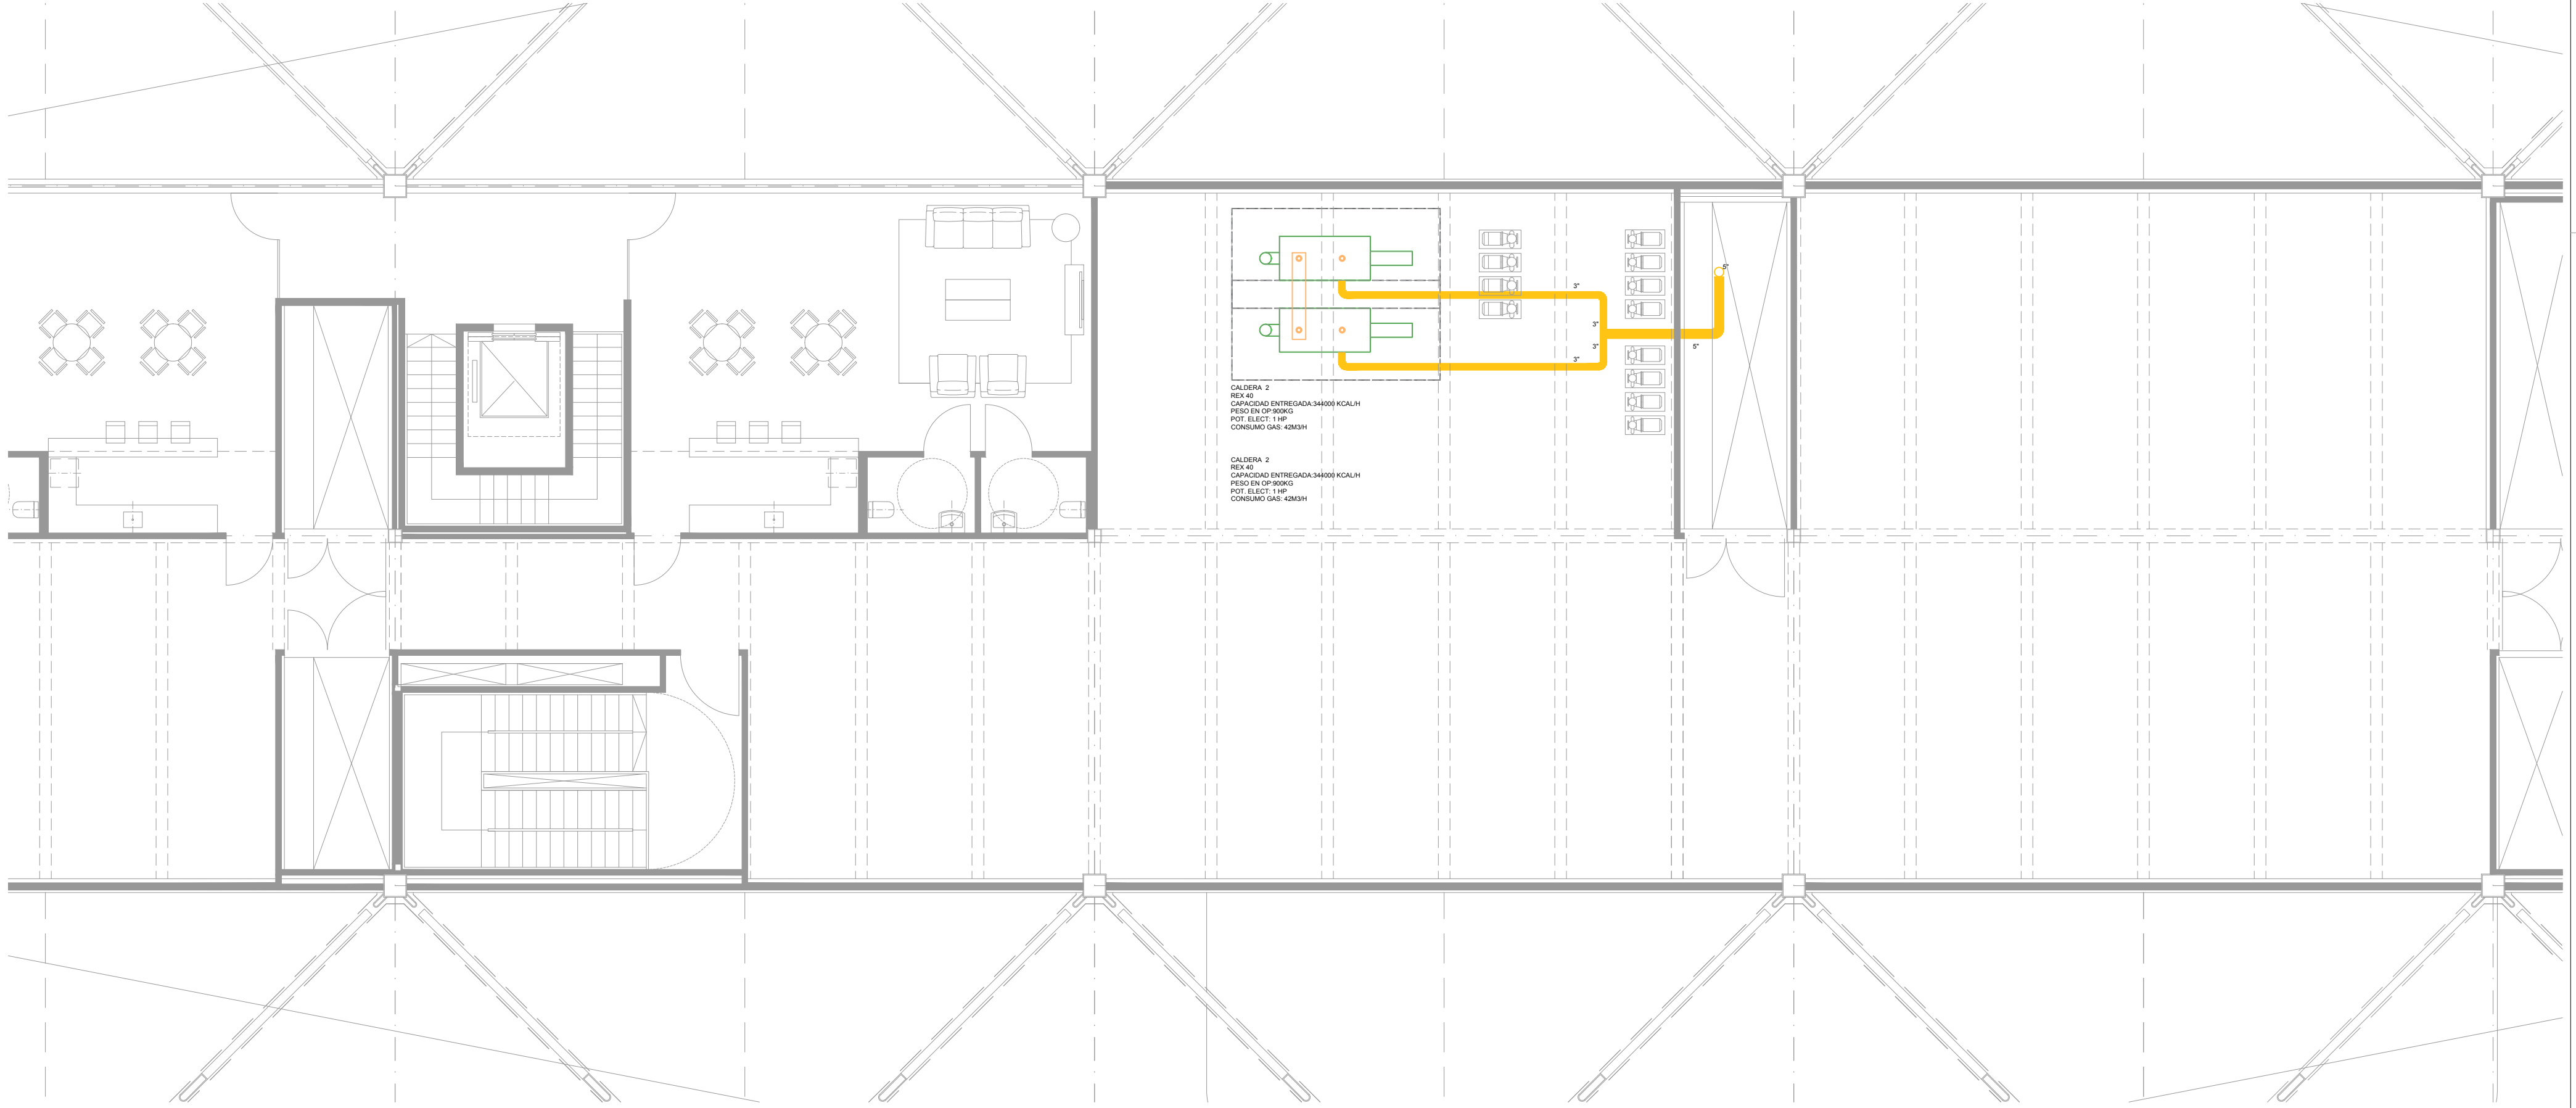 5"
3"
3"
3"
5"
3"
CALDERA  2
REX 40
CAPACIDAD ENTREGADA:344000 KCAL/H
PESO EN OP:900KG
POT. ELECT: 1 HP
CONSUMO GAS: 42M3/H
CALDERA  2
REX 40
CAPACIDAD ENTREGADA:344000 KCAL/H
PESO EN OP:900KG
POT. ELECT: 1 HP
CONSUMO GAS: 42M3/H